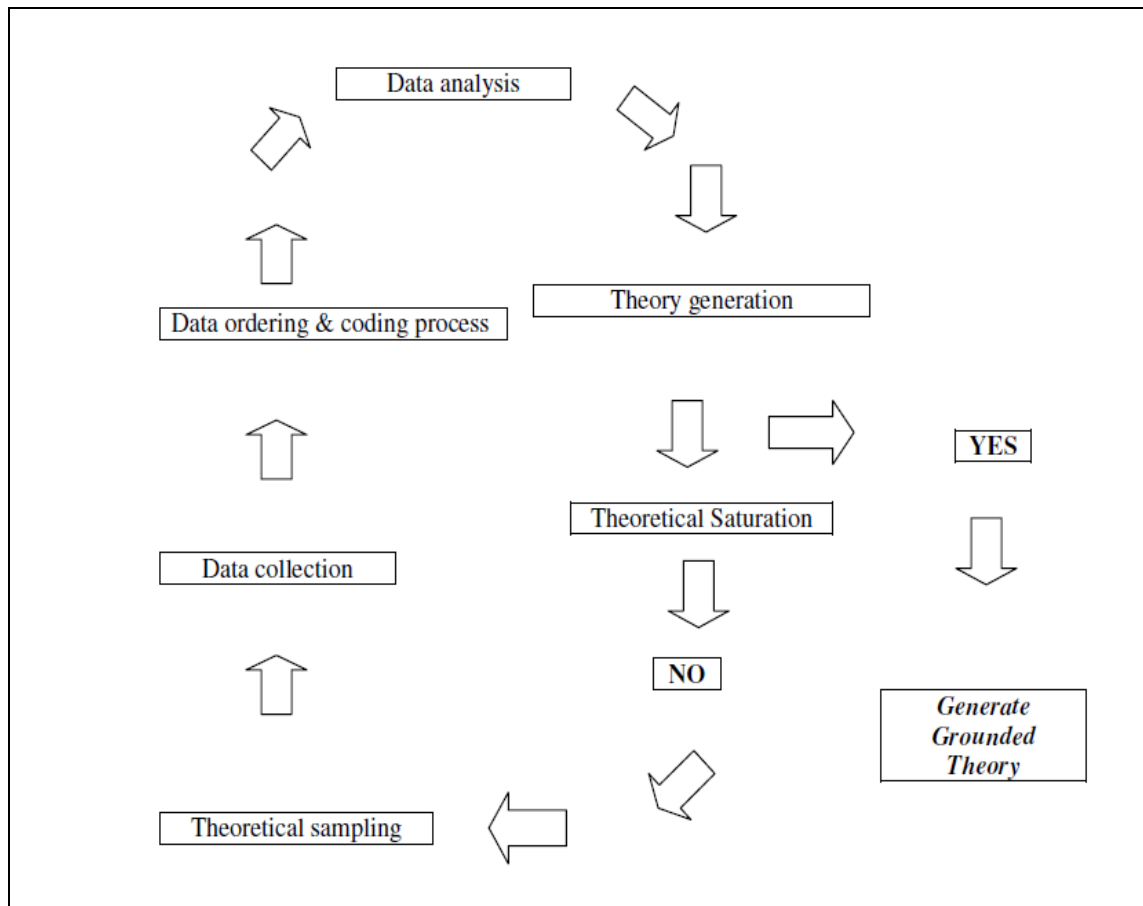 Data analysis
Theory generation
Data ordering & coding process
YES
Theoretical Saturation
Data collection
NO
Generate
Grounded
Theory
Theoretical sampling